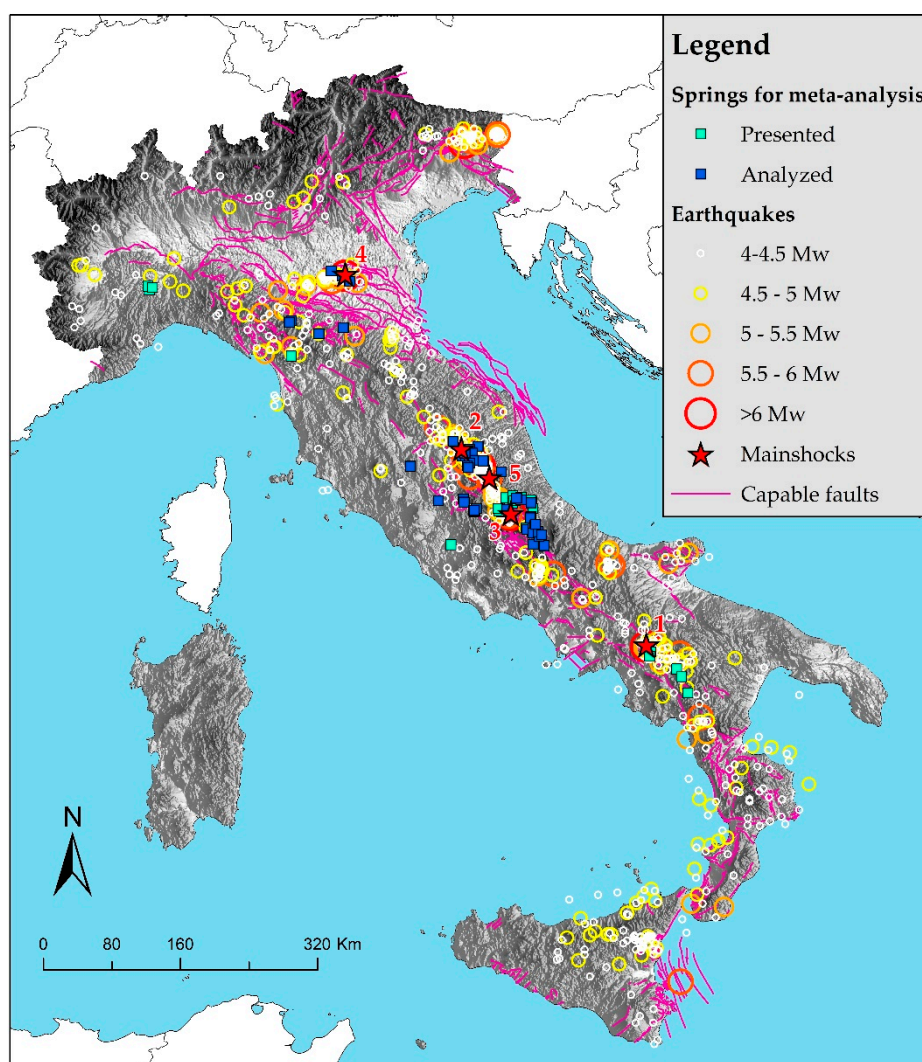 Legend
Springs for meta-analysis
Presented
Analyzed
Earthquakes
4-4.5 Mw
4.5 - 5 Mw
5 - 5.5 Mw
5.5 - 6 Mw
>6 Mw
Mainshocks
Capable faults
4
2
5
3
1
N
0 80 160 320 Km